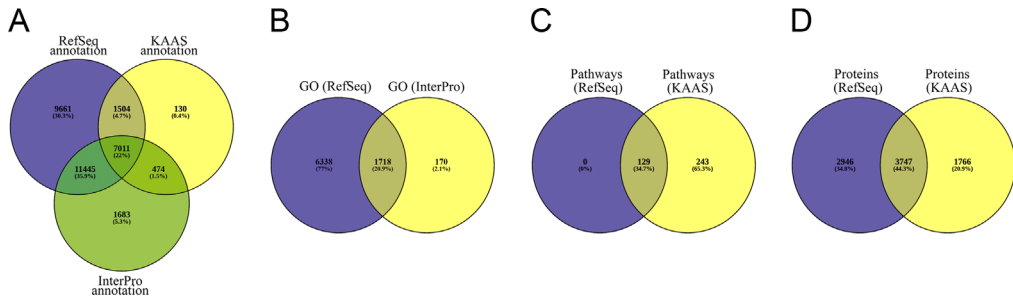 A
RefSeq
annotation
KAAS
annotation
9661
(30.3%)
1504
(4.7%)
130
(0.4%)
7011
(22%)
11445
(35.9%)
474
(1.5%)
1683
(5.3%)
InterPro
annotation
B
GO (RefSeq)
GO (InterPro)
6338
(77%)
1718
(20.9%)
170
(2.1%)
C
Pathways
(RefSeq)
Pathways
(KAAS)
0
(0%)
129
(34.7%)
243
(65.3%)
D
Proteins
(RefSeq)
Proteins
(KAAS)
2946
(34.8%)
3747
(44.3%)
1766
(20.9%)